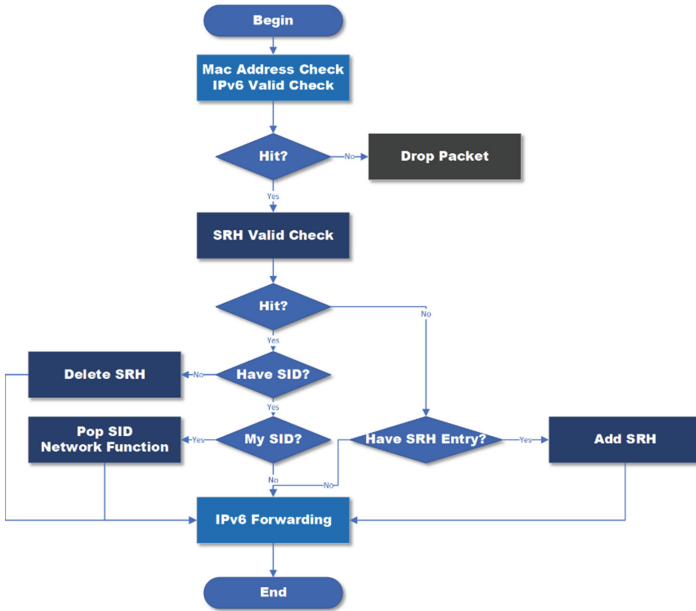 Begin
Mac Address Check
IPv6 Valid Check
Hit?
No
Drop Packet
Yes
SRH Valid Check
Hit?
No
Yes
Delete SRH
No
Have SID?
Yes
Pop SID
Network Function
Yes
My SID?
Have SRH Entry?
Yes
Add SRH
No
No
IPv6 Forwarding
End